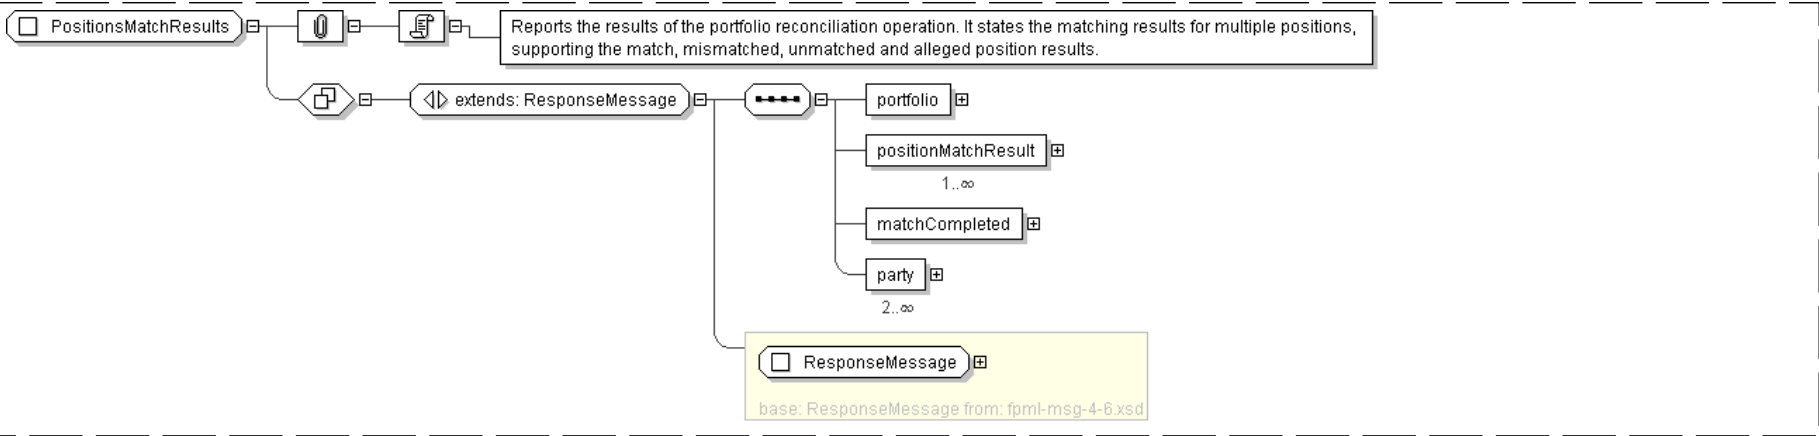 PositionsMatchResults
Reports the results of the portfolio reconciliation operation. It states the matching results for multiple positions,
supporting the match, mismatched, unmatched and alleged position results.
extends: ResponseMessage
portfolio
positionMatchResult
1..∞
matchCompleted
party
2..∞
ResponseMessage
base: ResponseMessage from: fpml-msg-4-6.xsd